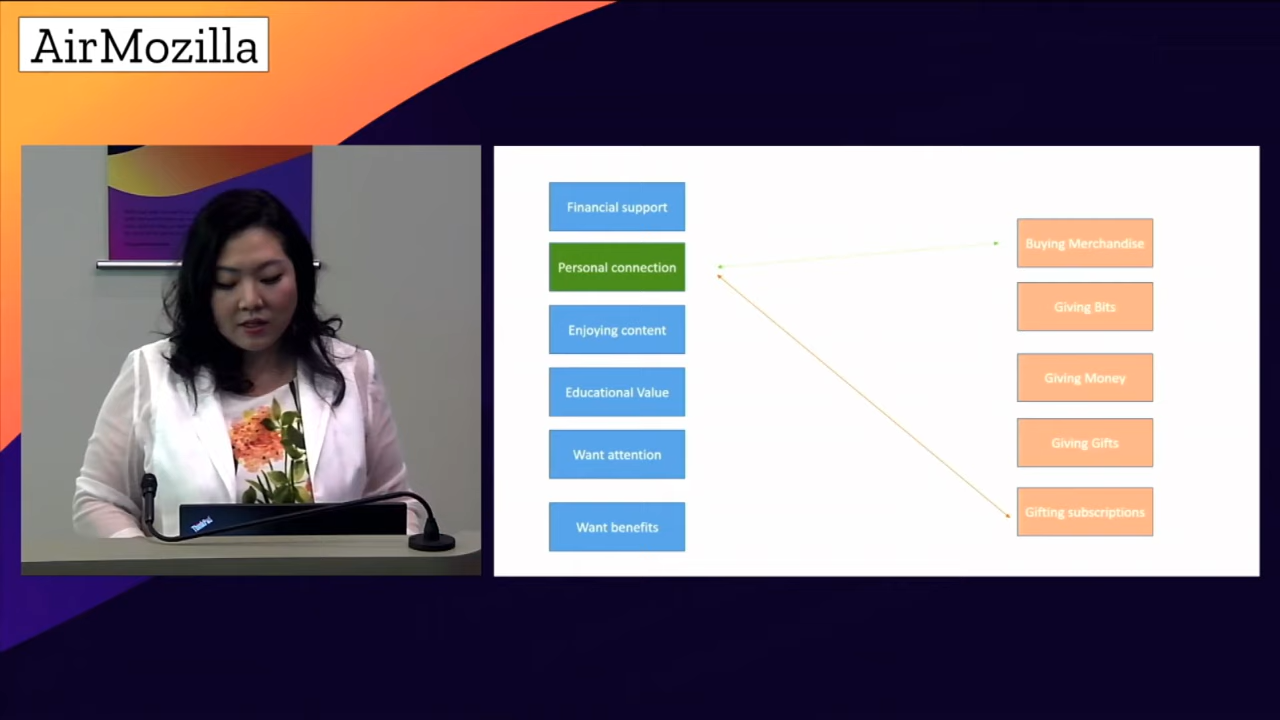 AirMozilla
Financial support
Personal connection
Enjoying content
Educational Value
Want attention
Want benefits
Buying Merchandise
Giving Bits
Giving Money
Giving Gifts
Gifting subscriptions
ThinkPad